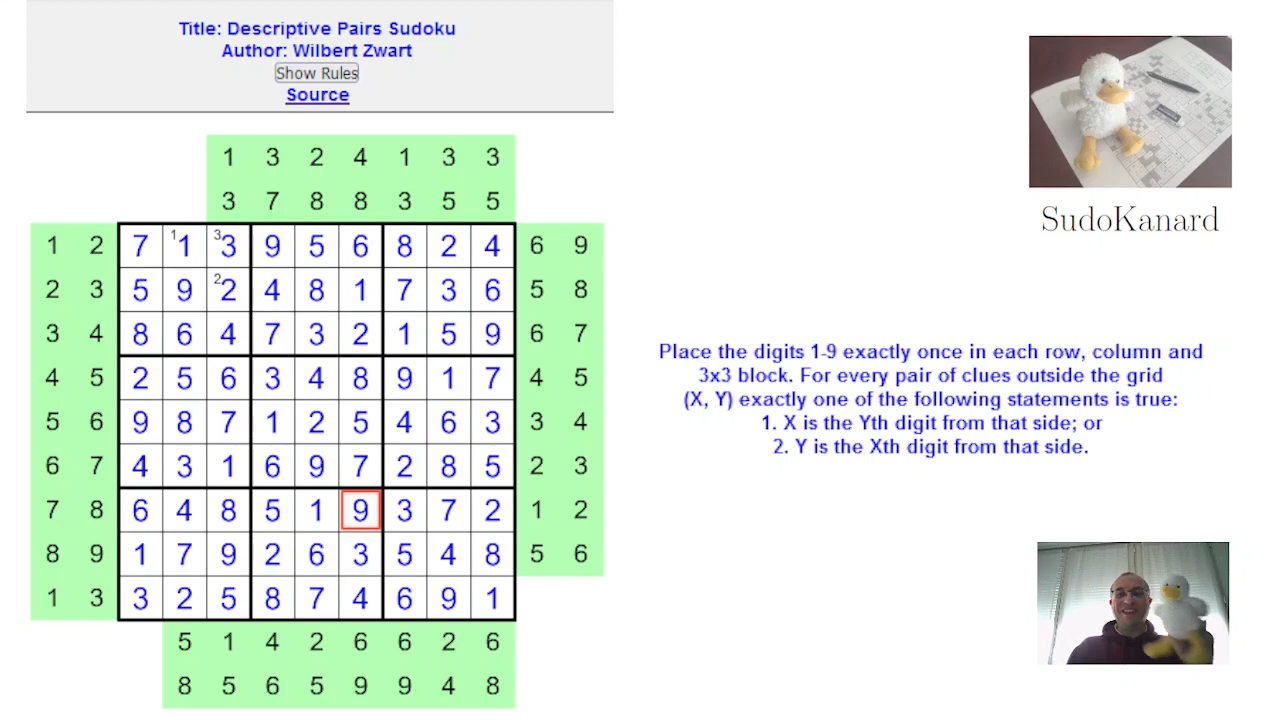 Title: Descriptive Pairs Sudoku
Author: Wilbert Zwart
Show Rules
Source
1 3 2 4 1 3 3
3 7 8 8 3 5 5
1 2 7 1 1 3 3 9 5 6 8 2 4 6 9
2 3 5 9 2 2 4 8 1 7 3 6 5 8
3 4 8 6 4 7 3 2 1 5 9 6 7
4 5 2 5 6 3 4 8 9 1 7 4 5
5 6 9 8 7 1 2 5 4 6 3 3 4
6 7 4 3 1 6 9 7 2 8 5 2 3
7 8 6 4 8 5 1 9 3 7 2 1 2
8 9 1 7 9 2 6 3 5 4 8 5 6
1 3 3 2 5 8 7 4 6 9 1
5 1 4 2 6 6 2 6
8 5 6 5 9 9 4 8
SudoKanard
Place the digits 1-9 exactly once in each row, column and
3x3 block. For every pair of clues outside the grid
(X, Y) exactly one of the following statements is true:
1. X is the Yth digit from that side; or
2. Y is the Xth digit from that side.